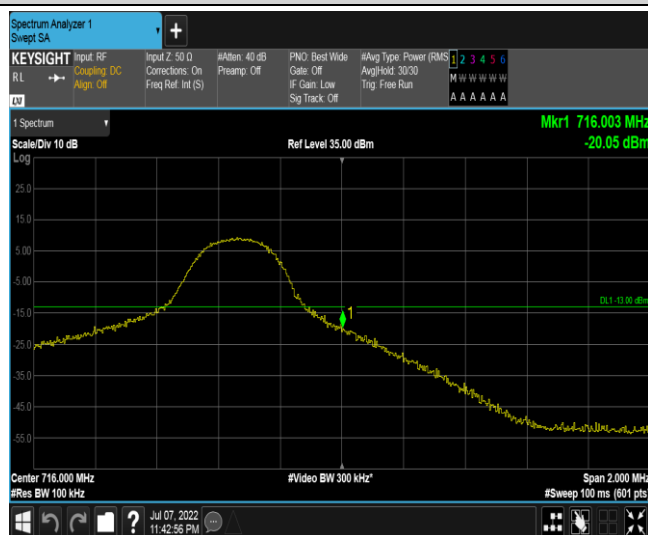 Spectrum Analyzer 1
Swept SA
+
KEYSIGHT
RL
LXI
Input: RF
Coupling: DC
Align: Off
Input Z: 50 Ω
Corrections: On
Freq Ref: Int (S)
#Atten: 40 dB
Preamp: Off
PNO: Best Wide
Gate: Off
IF Gain: Low
Sig Track: Off
#Avg Type: Power (RMS
Avg|Hold: 30/30
Trig: Free Run
1 2 3 4 5 6
M W W W W W
A A A A A A
1 Spectrum
Scale/Div 10 dB
Log
Ref Level 35.00 dBm
Mkr1 716.003 MHz
-20.05 dBm
25.0
15.0
5.00
-5.00
-15.0
-25.0
-35.0
-45.0
-55.0
DL1 -13.00 dBm
1
Center 716.000 MHz
#Res BW 100 kHz
#Video BW 300 kHz*
Span 2.000 MHz
#Sweep 100 ms (601 pts)
?
Jul 07, 2022
11:42:56 PM